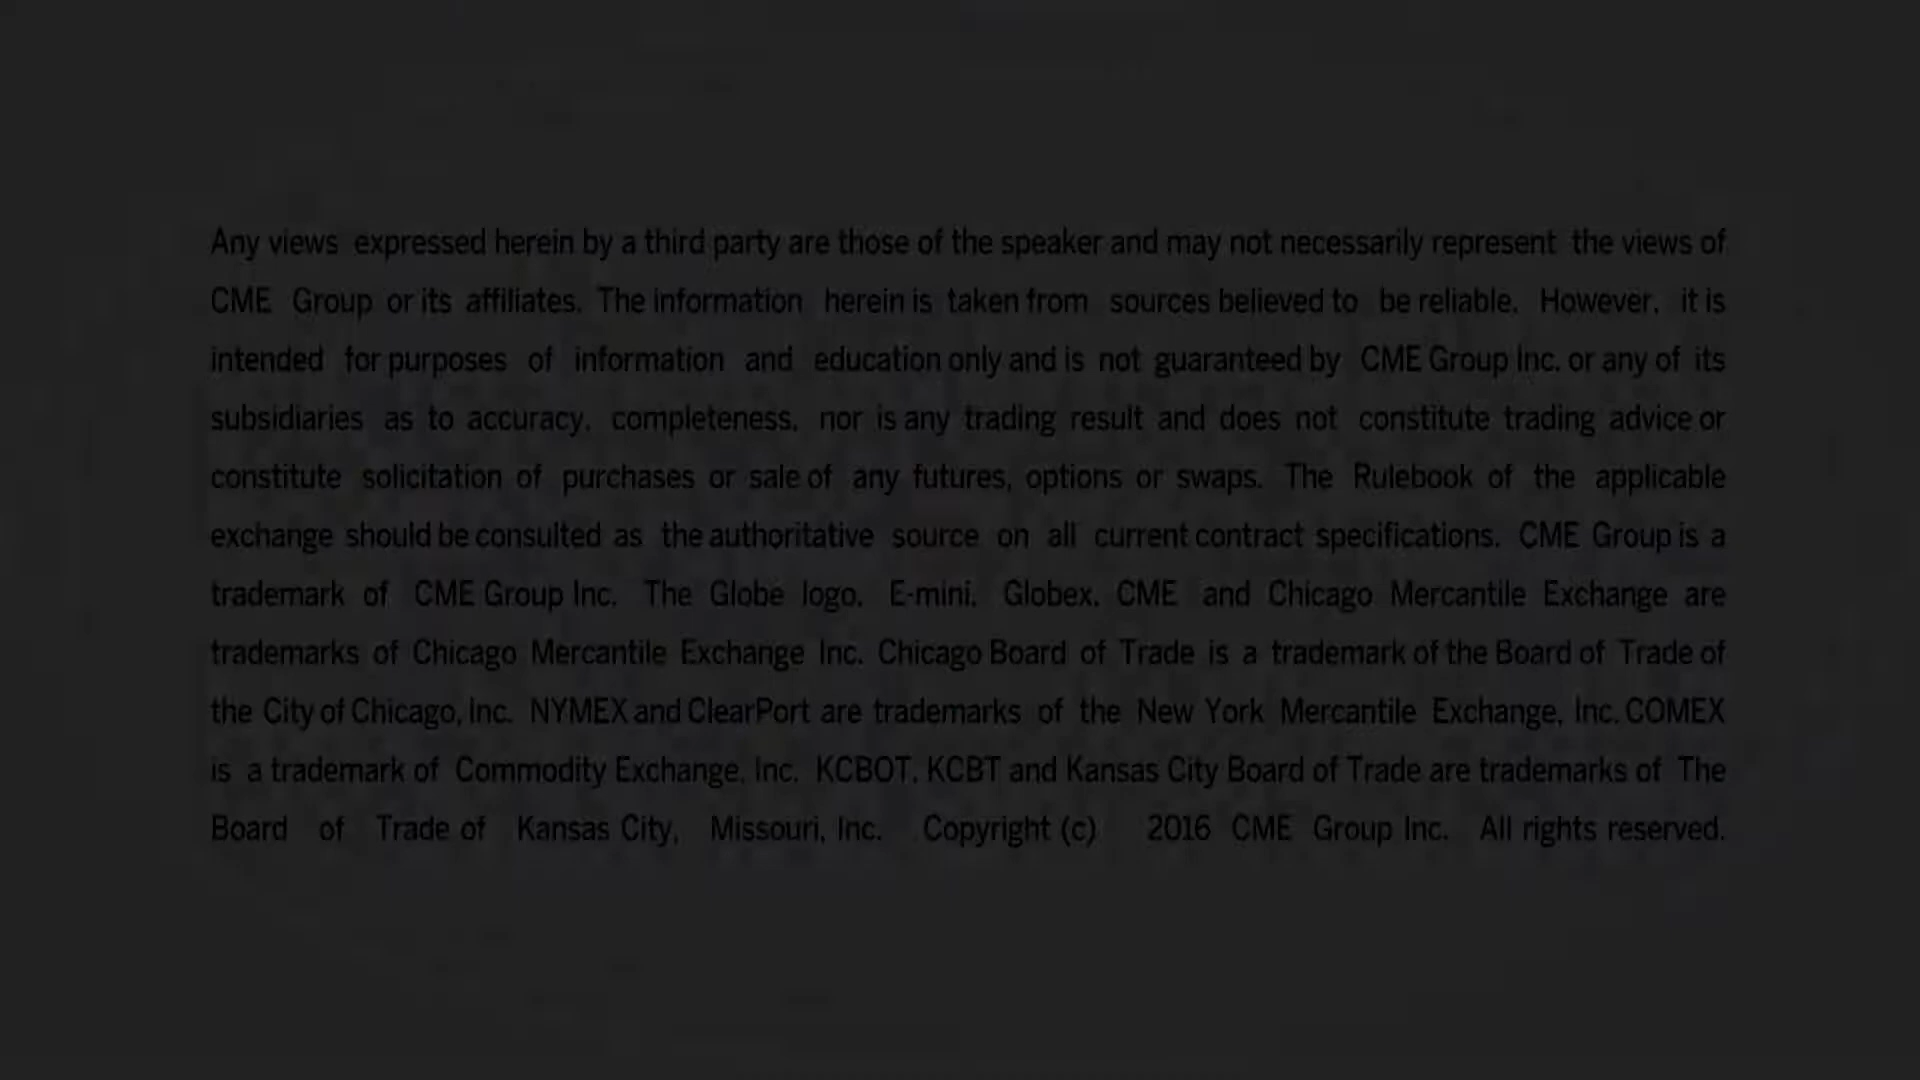 Any views expressed herein by a third party are those of the speaker and may not necessarily represent the views of
CME Group or its affiliates. The information herein is taken from sources believed to be reliable. However, it is
intended for purposes of information and education only and is not guaranteed by CME Group Inc. or any of its
subsidiaries as to accuracy, completeness, nor is any trading result and does not constitute trading advice or
constitute solicitation of purchases or sale of any futures, options or swaps. The Rulebook of the applicable
exchange should be consulted as the authoritative source on all current contract specifications. CME Group is a
trademark of CME Group Inc. The Globe logo, E-mini, Globex, CME and Chicago Mercantile Exchange are
trademarks of Chicago Mercantile Exchange Inc. Chicago Board of Trade is a trademark of the Board of Trade of
the City of Chicago, Inc. NYMEX and ClearPort are trademarks of the New York Mercantile Exchange, Inc. COMEX
is a trademark of Commodity Exchange, Inc. KCBOT, KCBT and Kansas City Board of Trade are trademarks of The
Board of Trade of Kansas City, Missouri, Inc. Copyright (c) 2016 CME Group Inc. All rights reserved.